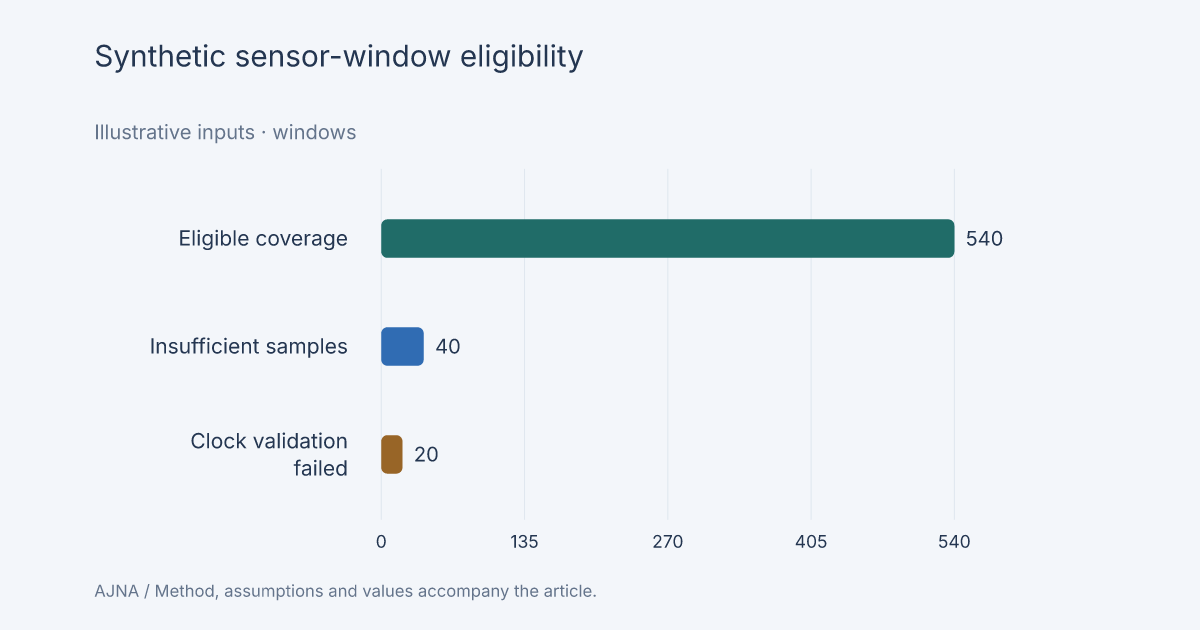 Synthetic sensor-window eligibility
Illustrative inputs · windows
Eligible coverage
540
Insufficient samples
40
Clock validation
failed
20
0 135 270 405 540
AJNA / Method, assumptions and values accompany the article.